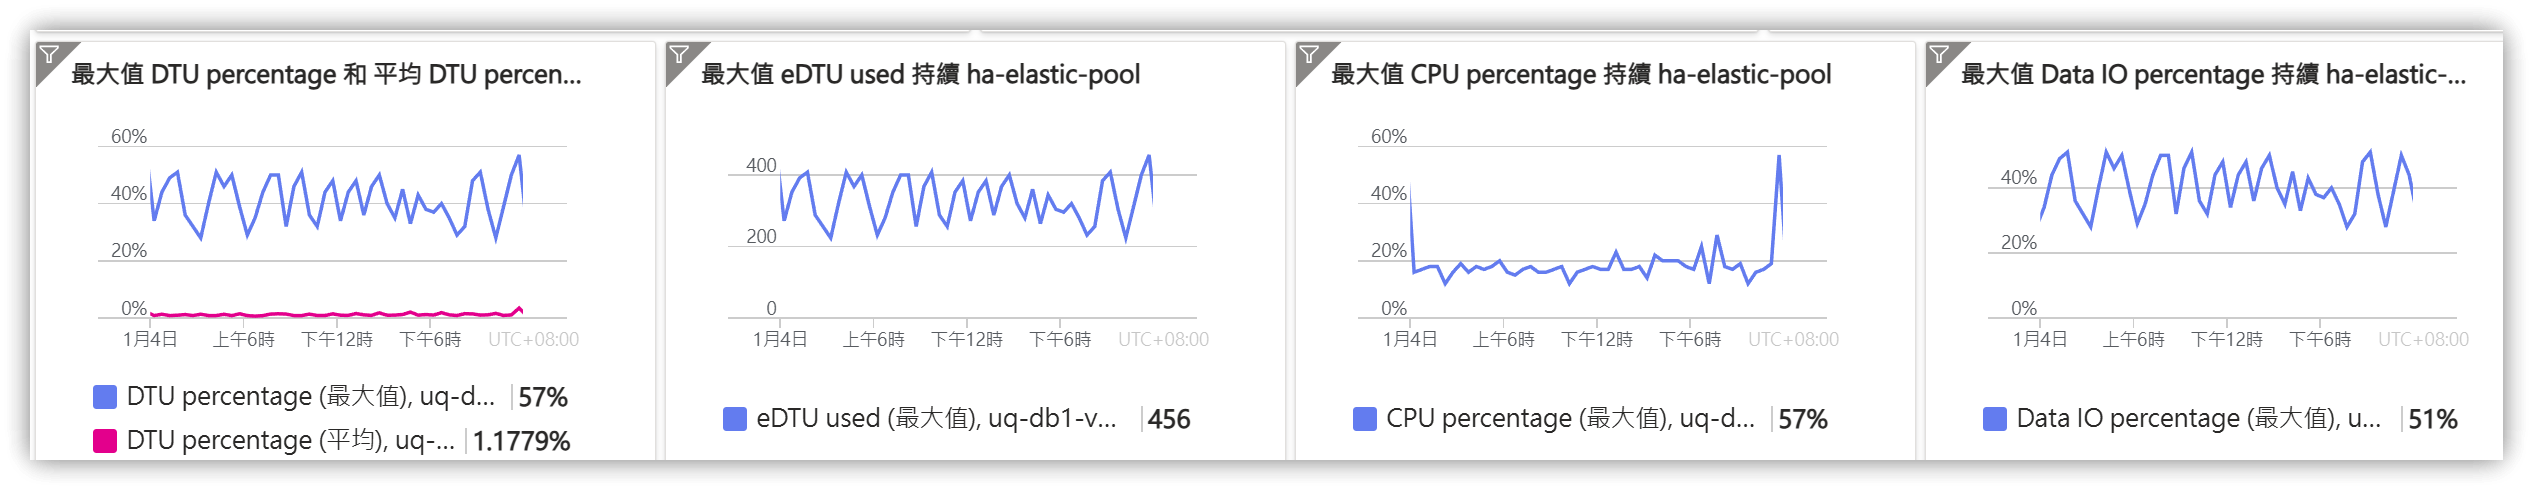 最大值 DTU percentage 和 平均 DTU percen...
60%
40%
20%
0%
1月4日 上午6時 下午12時 下午6時 UTC+08:00
DTU percentage (最大值), uq-d... 57%
DTU percentage (平均), uq-... 1.1779%
最大值 eDTU used 持續 ha-elastic-pool
400
200
0
1月4日 上午6時 下午12時 下午6時 UTC+08:00
eDTU used (最大值), uq-db1-v... 456
最大值 CPU percentage 持續 ha-elastic-pool
60%
40%
20%
0%
1月4日 上午6時 下午12時 下午6時 UTC+08:00
CPU percentage (最大值), uq-d... 57%
最大值 Data IO percentage 持續 ha-elastic-...
40%
20%
0%
1月4日 上午6時 下午12時 下午6時 UTC+08:00
Data IO percentage (最大值), u... 51%